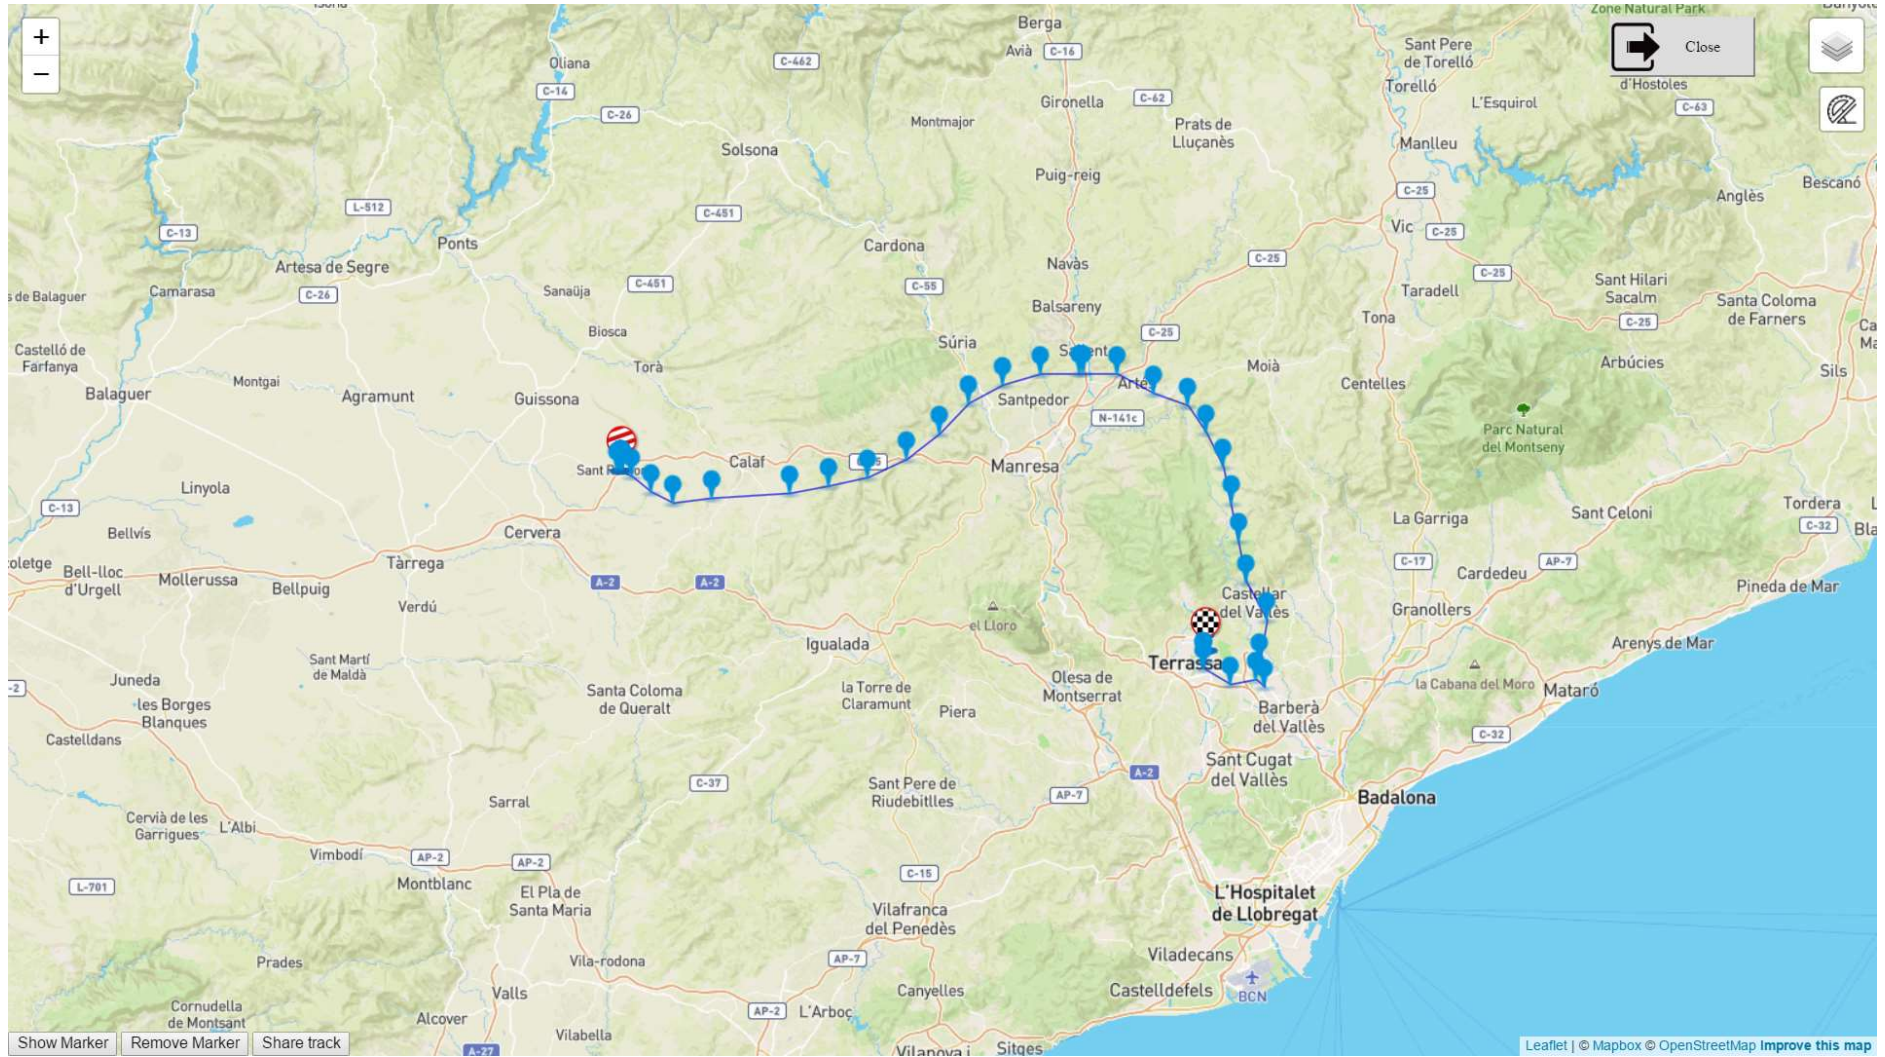 Isona
Berga
Zone Natural Park
Banyoles
+
Avià
C-16
Sant Pere
de Torelló
Close
Oliana
C-462
−
C-14
Torelló
d'Hostoles
Gironella
C-62
L'Esquirol
C-63
C-26
Montmajor
Prats de
Lluçanès
Solsona
Manlleu
Puig-reig
C-25
Bescanó
Anglès
L-512
C-451
C-13
Vic
C-25
Ponts
Cardona
Artesa de Segre
Navàs
C-25
C-25
s de Balaguer
Camarasa
C-26
Sanaüja
C-451
C-55
Taradell
Sant Hilari
Sacalm
Balsareny
Santa Coloma
de Farners
Tona
C-25
Biosca
C-25
Súria
Castelló de
Farfanya
Torà
Moià
Arbúcies
Sils
Montgai
Centelles
Balaguer
Agramunt
Guissona
Santpedor
Artés
N-141c
Parc Natural
del Montseny
Calaf
Manresa
Linyola
C-13
Bellvís
Cervera
La Garriga
Sant Celoni
Tordera
C-32
Bla
oletge
Bell-lloc
d'Urgell
Tàrrega
C-17
AP-7
Mollerussa
Bellpuig
A-2
A-2
Cardedeu
Pineda de Mar
Verdú
Castellar
del Vallès
Granollers
el Lloro
Igualada
Arenys de Mar
Sant Martí
de Maldà
Terrassa
-2
Juneda
Santa Coloma
de Queralt
la Torre de
Claramunt
Olesa de
Montserrat
la Cabana del Moro
Mataró
les Borges
Blanques
Piera
Barberà
del Vallès
Castelldans
C-32
Sant Cugat
del Vallès
A-2
C-37
Sant Pere de
Riudebitlles
AP-7
Badalona
Sarral
Cervià de les
Garrigues
L'Albi
Vimbodí
AP-2
AP-2
L-701
Montblanc
C-15
El Pla de
Santa Maria
L'Hospitalet
de Llobregat
Vilafranca
del Penedès
Prades
Vila-rodona
AP-7
Viladecans
Valls
Canyelles
Castelldefels
BCN
Cornudella
de Montsant
Alcover
AP-2
L'Arboç
Vilabella
Show Marker
Remove Marker
Share track
A-27
Vilanova i
Sitges
Leaflet | © Mapbox © OpenStreetMap Improve this map